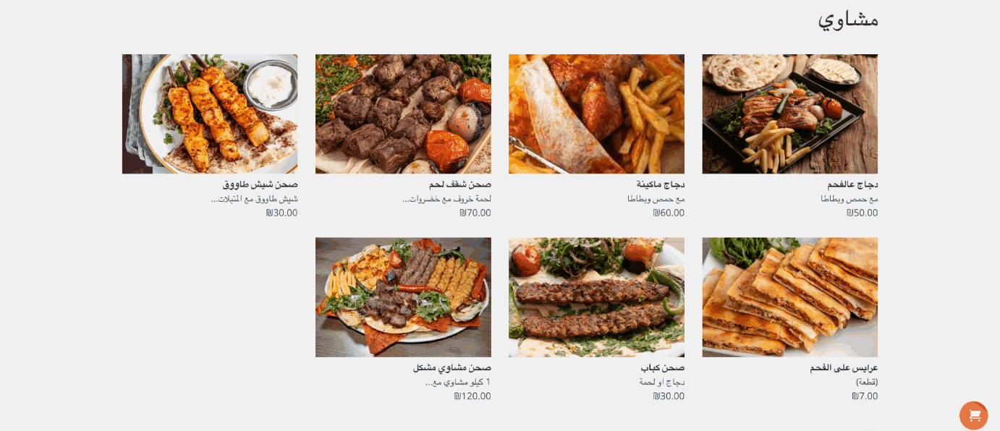 مشاوي
دجاج عالفحم
مع حمص وبطاطا
₪50.00
دجاج ماكينة
مع حمص وبطاطا
₪60.00
صحن شقف لحم
لحمة خروف مع خضروات...
₪70.00
صحن شيش طاووق
شيش طاووق مع المتبلات...
₪30.00
عرايس على الفحم
(قطعة)
₪7.00
صحن كباب
دجاج او لحمة
₪30.00
صحن مشاوي مشكل
1 كيلو مشاوي مع...
₪120.00